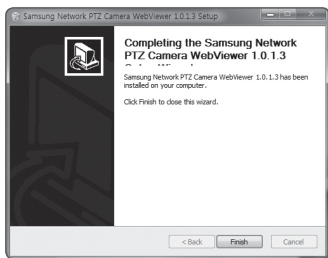 Samsung Network PTZ Camera WebViewer 1.0.1.3 Setup
Completing the Samsung Network
PTZ Camera WebViewer 1.0.1.3
Samsung Network PTZ Camera WebViewer 1.0.1.3 has been
installed on your computer.
Click Finish to close this wizard.
< Back
Finish
Cancel